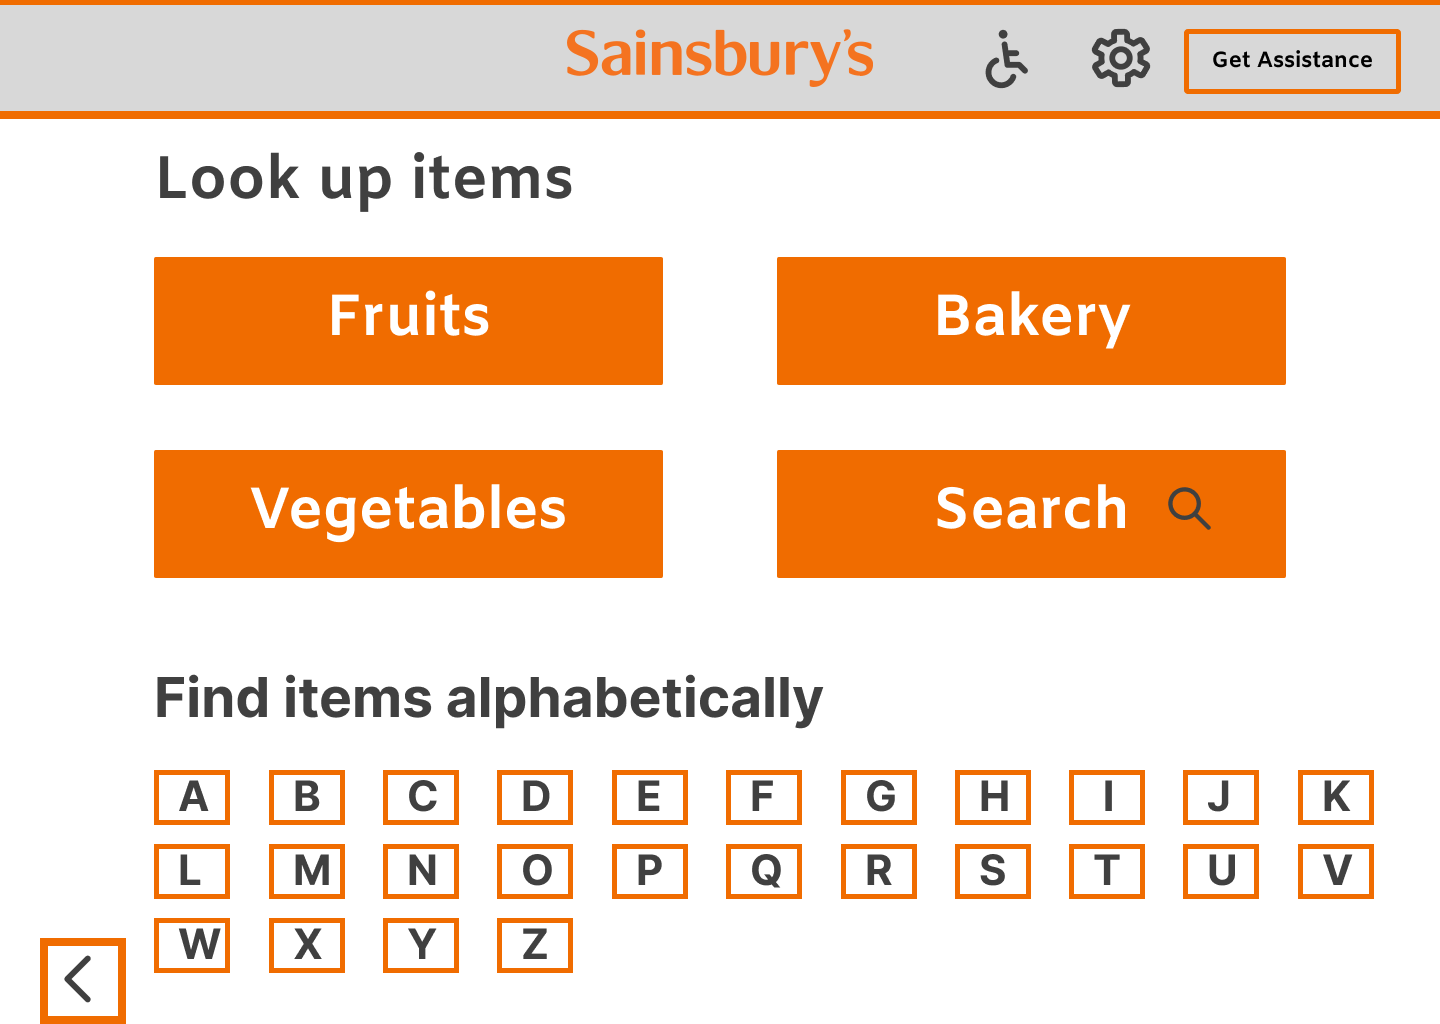 Sainsbury's
Get Assistance
Look up items
Fruits
Bakery
Vegetables
Search
Find items alphabetically
A B C D E F G H I J K
L M N O P Q R S T U V
W X Y Z